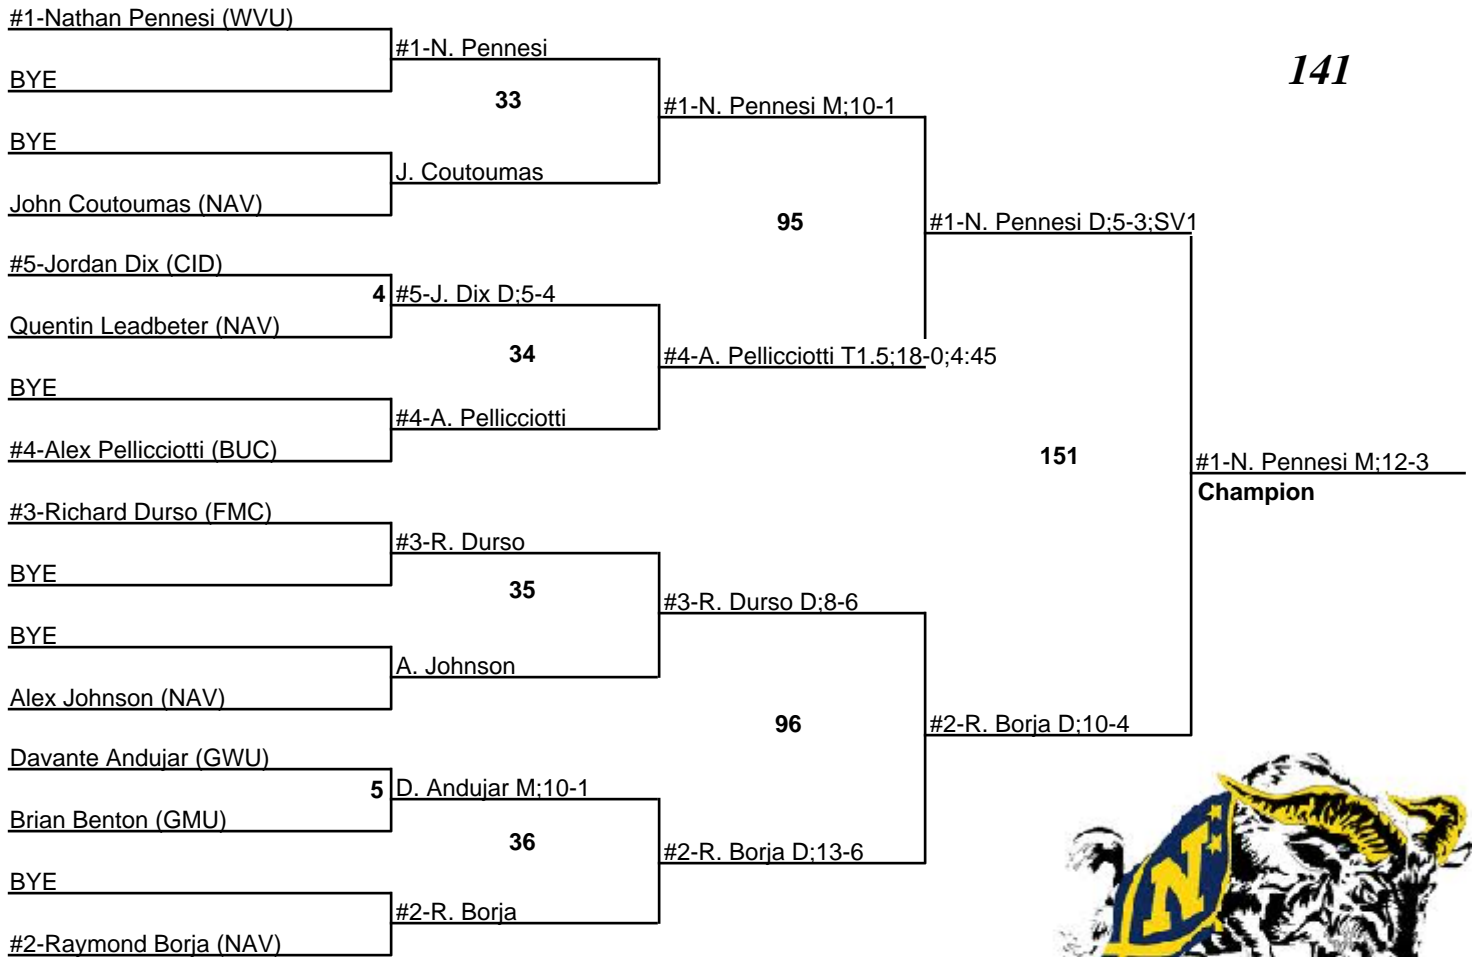 #1-Nathan Pennesi (WVU)
#1-N. Pennesi
141
BYE
33
#1-N. Pennesi M;10-1
BYE
J. Coutoumas
John Coutoumas (NAV)
95
#1-N. Pennesi D;5-3;SV1
#5-Jordan Dix (CID)
4 #5-J. Dix D;5-4
Quentin Leadbeter (NAV)
34
#4-A. Pellicciotti T1.5;18-0;4:45
BYE
#4-A. Pellicciotti
#4-Alex Pellicciotti (BUC)
151
#1-N. Pennesi M;12-3
Champion
#3-Richard Durso (FMC)
#3-R. Durso
BYE
35
#3-R. Durso D;8-6
BYE
A. Johnson
Alex Johnson (NAV)
96
#2-R. Borja D;10-4
Davante Andujar (GWU)
5 D. Andujar M;10-1
Brian Benton (GMU)
36
#2-R. Borja D;13-6
BYE
#2-R. Borja
#2-Raymond Borja (NAV)
N